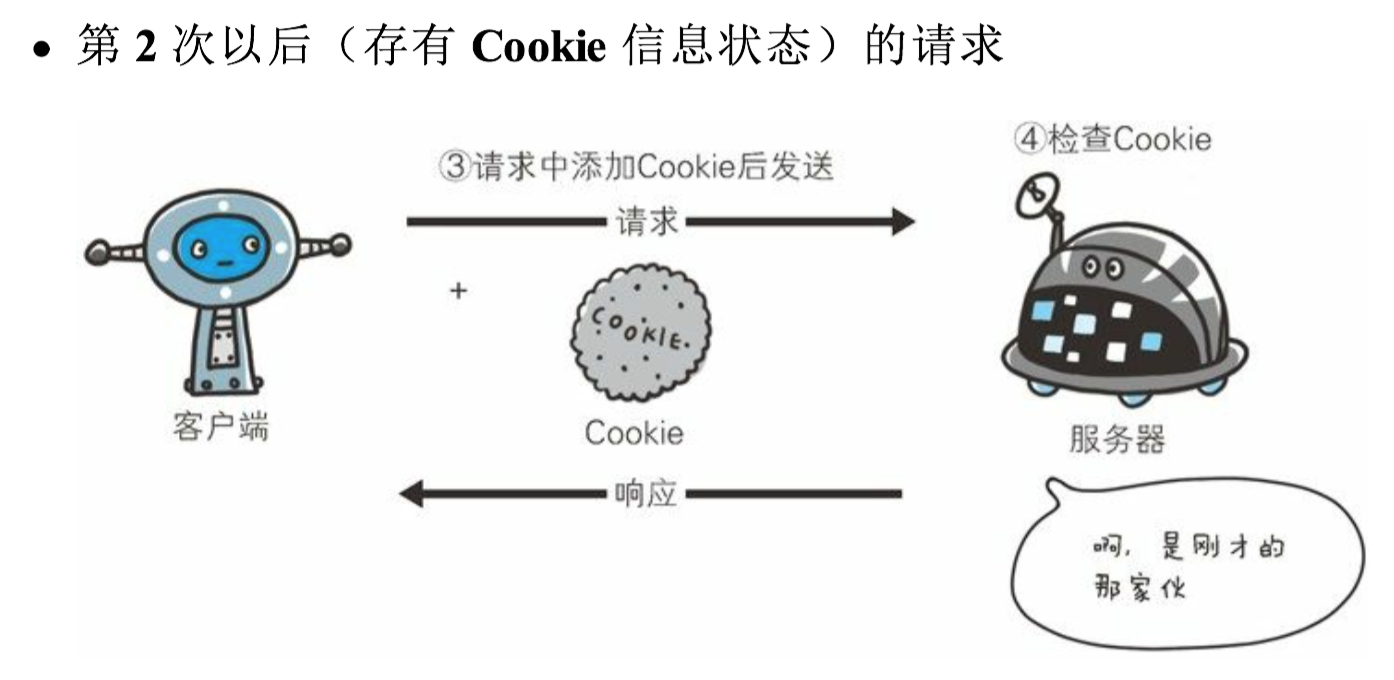 • 第 2 次以后（存有 Cookie 信息状态）的请求
④检查Cookie
③请求中添加Cookie后发送
请求
+
COOKIE
客户端
Cookie
服务器
响应
啊，是刚才的
那家伙